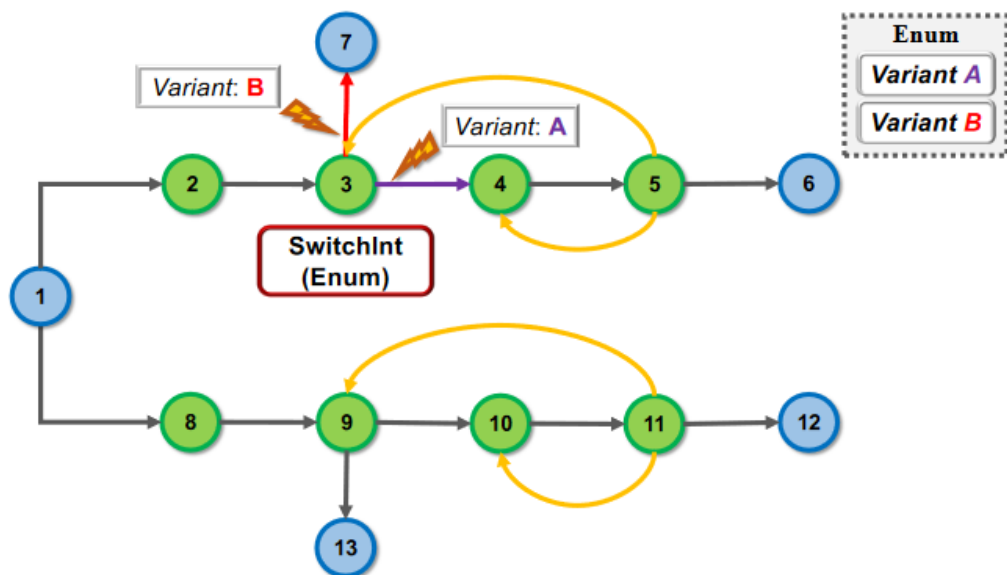 7
Enum
Variant A
Variant B
Variant: B
Variant: A
2
3
4
5
6
SwitchInt
(Enum)
1
8
9
10
11
12
13